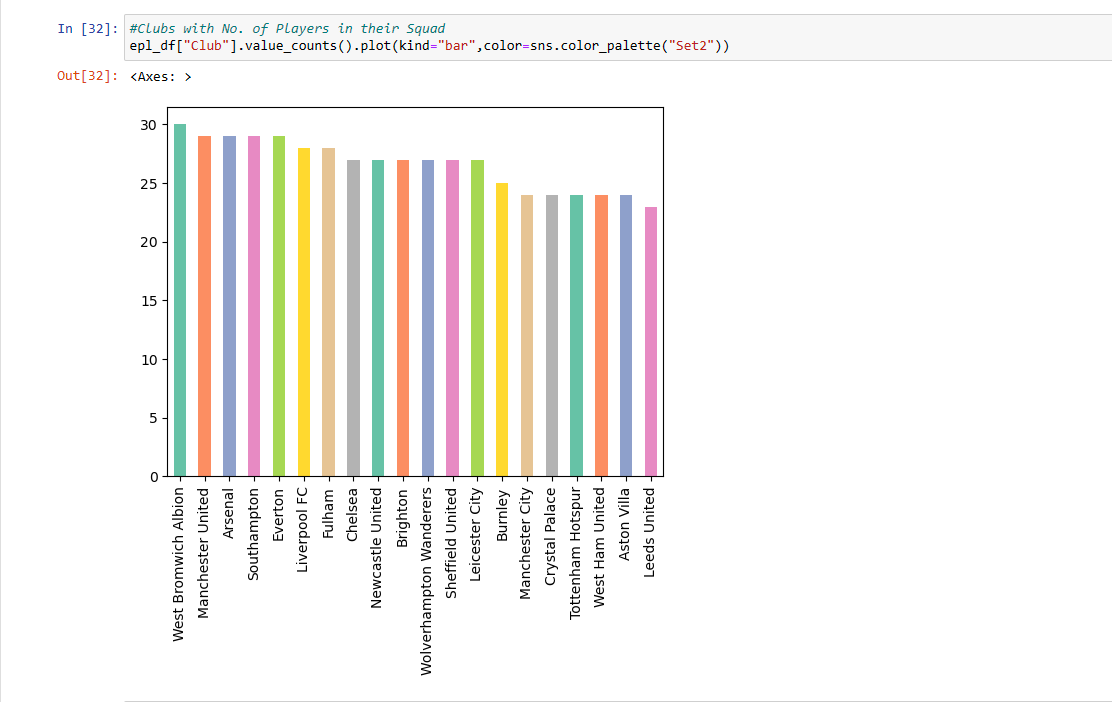 In [32]:
#Clubs with No. of Players in their Squad
epl_df["Club"].value_counts().plot(kind="bar",color=sns.color_palette("Set2"))
Out[32]:
<Axes: >
30
25
20
15
10
5
0
West Bromwich Albion
Manchester United
Arsenal
Southampton
Everton
Liverpool FC
Fulham
Chelsea
Newcastle United
Brighton
Wolverhampton Wanderers
Sheffield United
Leicester City
Burnley
Manchester City
Crystal Palace
Tottenham Hotspur
West Ham United
Aston Villa
Leeds United